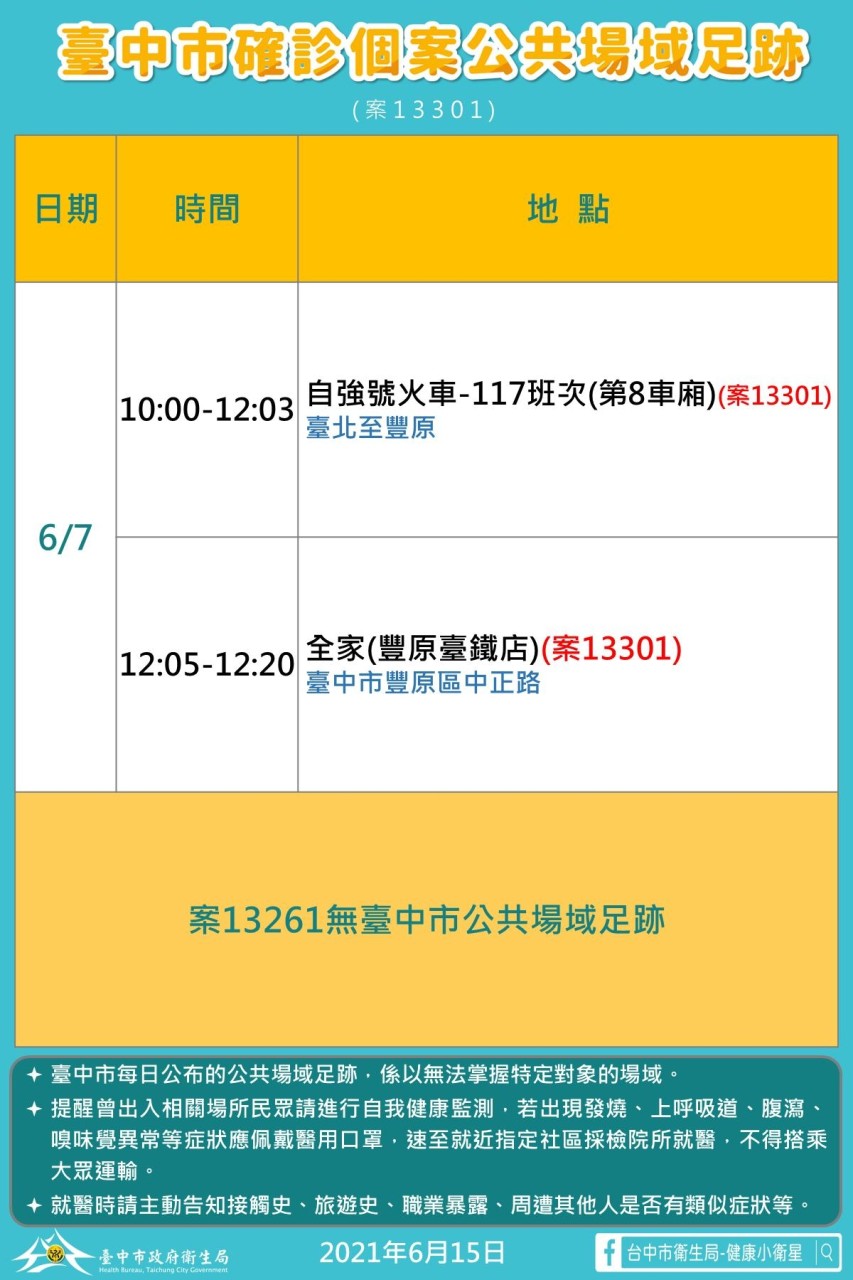 臺中市確診個案公共場域足跡
(案13301)
日期 時間 地 點
6/7
10:00-12:03
自強號火車-117班次(第8車廂)(案13301)
臺北至豐原
12:05-12:20
全家(豐原臺鐵店)(案13301)
臺中市豐原區中正路
案13261無臺中市公共場域足跡
臺中市每日公布的公共場域足跡，係以無法掌握特定對象的場域。
提醒曾出入相關場所民眾請進行自我健康監測，若出現發燒、上呼吸道、腹瀉、
嗅味覺異常等症狀應佩戴醫用口罩，速至就近指定社區採檢院所就醫，不得搭乘
大眾運輸。
就醫時請主動告知接觸史、旅遊史、職業暴露、周遭其他人是否有類似症狀等。
臺中市政府衛生局
Health Bureau, Taichung City Government
2021年6月15日
f 台中市衛生局-健康小衛星